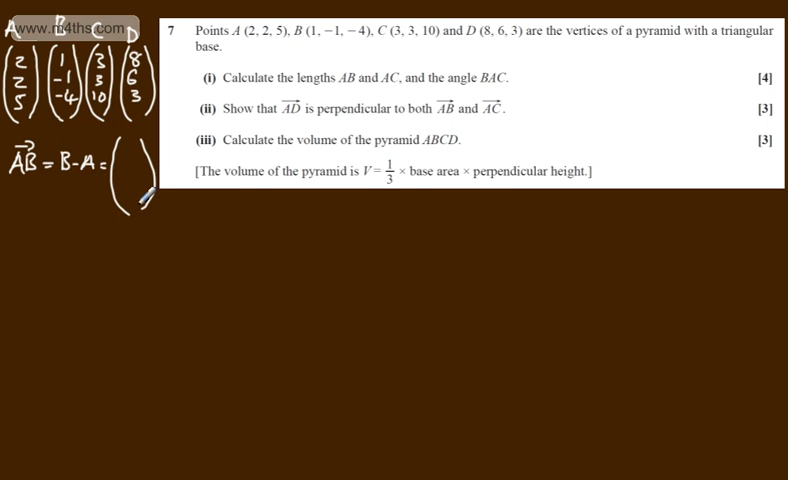 A B C D
www.m4ths.com
2 1 3 8
2 -1 3 6
5 -4 10 3
AB = B-A =
7 Points A (2, 2, 5), B (1, −1, −4), C (3, 3, 10) and D (8, 6, 3) are the vertices of a pyramid with a triangular
base.
(i) Calculate the lengths AB and AC, and the angle BAC. [4]
(ii) Show that AD is perpendicular to both AB and AC. [3]
(iii) Calculate the volume of the pyramid ABCD. [3]
[The volume of the pyramid is V = 1/3 × base area × perpendicular height.]